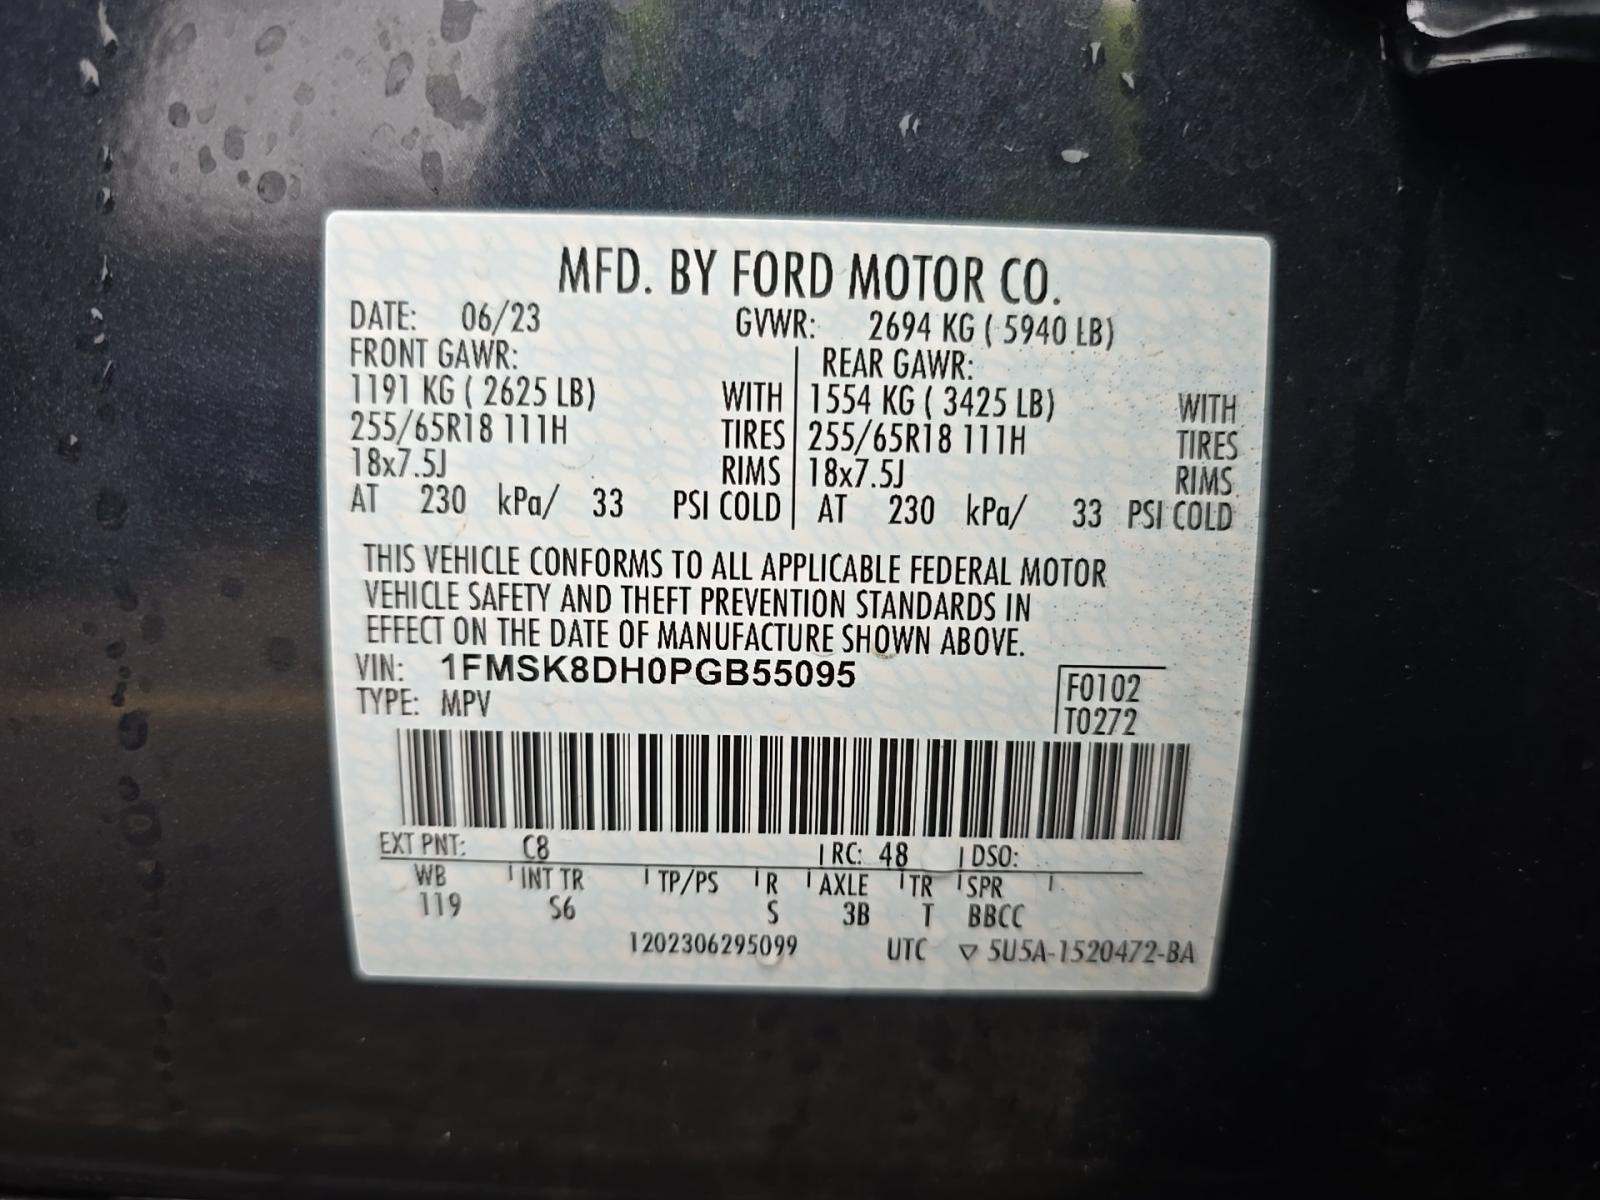 MFD. BY FORD MOTOR CO.
DATE: 06/23 GVWR: 2694 KG ( 5940 LB)
FRONT GAWR: REAR GAWR:
1191 KG ( 2625 LB) WITH 1554 KG ( 3425 LB) WITH
255/65R18 111H TIRES 255/65R18 111H TIRES
18x7.5J RIMS 18x7.5J RIMS
AT 230 kPa/ 33 PSI COLD AT 230 kPa/ 33 PSI COLD
THIS VEHICLE CONFORMS TO ALL APPLICABLE FEDERAL MOTOR
VEHICLE SAFETY AND THEFT PREVENTION STANDARDS IN
EFFECT ON THE DATE OF MANUFACTURE SHOWN ABOVE.
VIN: 1FMSK8DH0PGB55095
TYPE: MPV
F0102
T0272
EXT PNT: C8 RC: 48 DSO:
WB INT TR TP/PS R AXLE TR SPR
119 S6 S 3B T BBCC
1202306295099 UTC ▽ 5U5A-1520472-BA